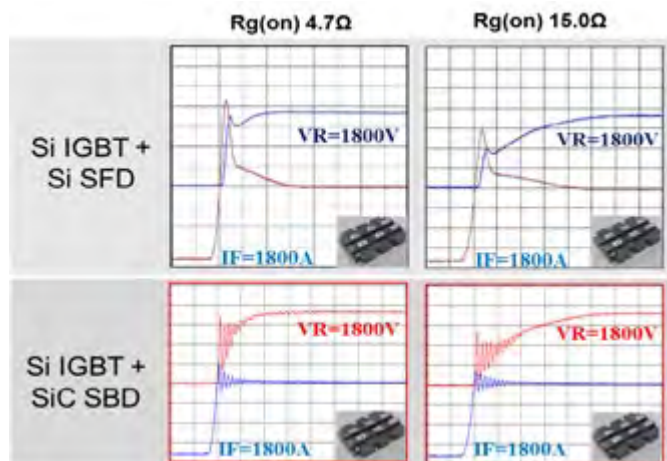 Rg(on) 4.7Ω
Rg(on) 15.0Ω
Si IGBT +
Si SFD
VR=1800V
IF=1800A
VR=1800V
IF=1800A
Si IGBT +
SiC SBD
VR=1800V
IF=1800A
VR=1800V
IF=1800A